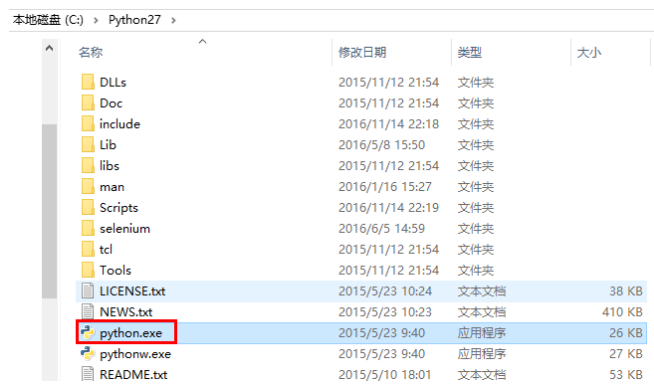 本地磁盘 (C:) > Python27 >
名称 修改日期 类型 大小
DLLs 2015/11/12 21:54 文件夹
Doc 2015/11/12 21:54 文件夹
include 2016/11/14 22:18 文件夹
Lib 2016/5/8 15:50 文件夹
libs 2015/11/12 21:54 文件夹
man 2016/1/16 15:27 文件夹
Scripts 2016/11/14 22:19 文件夹
selenium 2016/6/5 14:59 文件夹
tcl 2015/11/12 21:54 文件夹
Tools 2015/11/12 21:54 文件夹
LICENSE.txt 2015/5/23 10:24 文本文档 38 KB
NEWS.txt 2015/5/23 10:23 文本文档 410 KB
python.exe 2015/5/23 9:40 应用程序 26 KB
pythonw.exe 2015/5/23 9:40 应用程序 27 KB
README.txt 2015/5/10 18:01 文本文档 53 KB